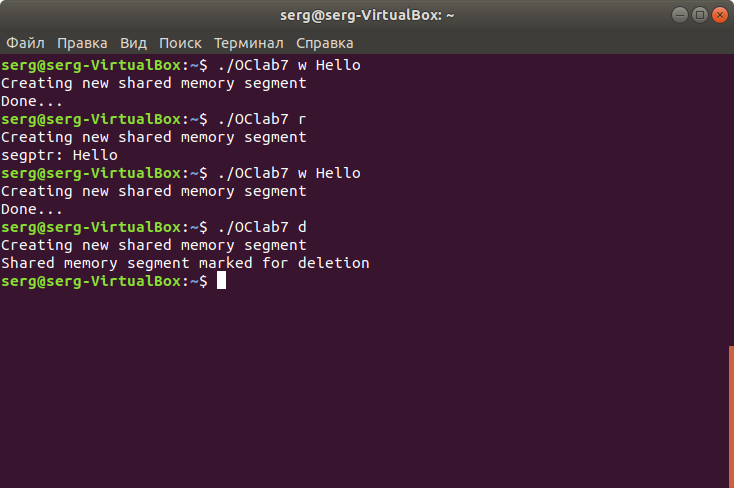 serg@serg-VirtualBox: ~
Файл Правка Вид Поиск Терминал Справка
serg@serg-VirtualBox:~$ ./OClab7 w Hello
Creating new shared memory segment
Done...
serg@serg-VirtualBox:~$ ./OClab7 r
Creating new shared memory segment
segptr: Hello
serg@serg-VirtualBox:~$ ./OClab7 w Hello
Creating new shared memory segment
Done...
serg@serg-VirtualBox:~$ ./OClab7 d
Creating new shared memory segment
Shared memory segment marked for deletion
serg@serg-VirtualBox:~$